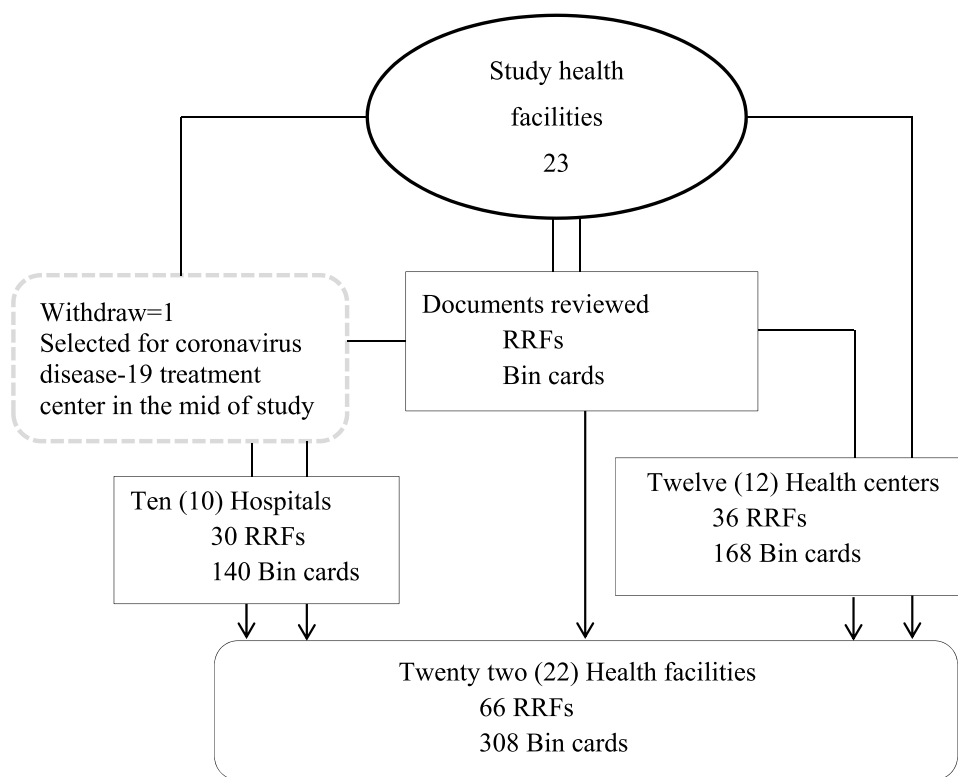 Study health
facilities
23
Withdraw=1
Selected for coronavirus
disease-19 treatment
center in the mid of study
Documents reviewed
RRFs
Bin cards
Ten (10) Hospitals
30 RRFs
140 Bin cards
Twelve (12) Health centers
36 RRFs
168 Bin cards
Twenty two (22) Health facilities
66 RRFs
308 Bin cards